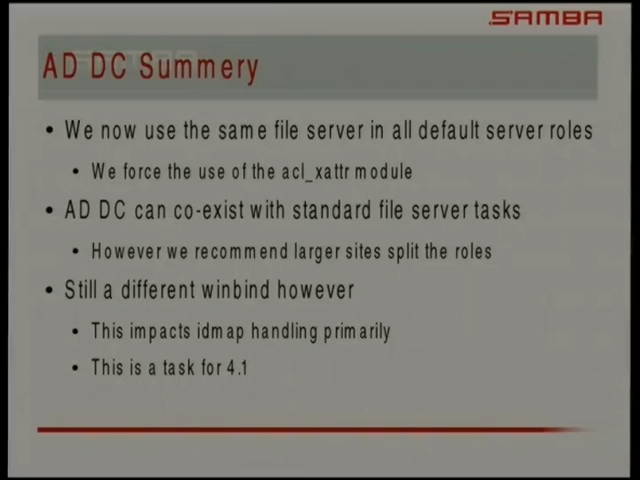 SAMBA
AD DC Summery
• We now use the same file server in all default server roles
• We force the use of the acl_xattr module
• AD DC can co-exist with standard file server tasks
• However we recommend larger sites split the roles
• Still a different winbind however
• This impacts idmap handling primarily
• This is a task for 4.1